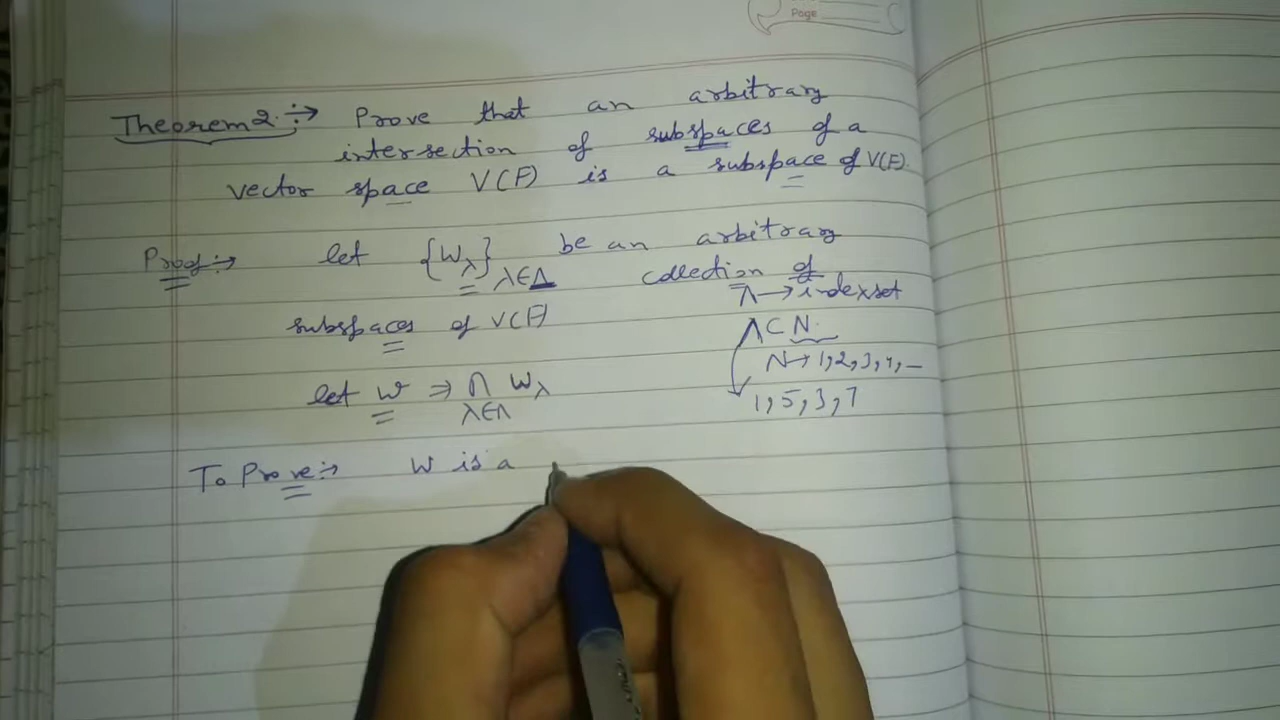 Page
Theorem 2 :→ Prove that an arbitrary
intersection of subspaces of a
vector space V(F) is a subspace of V(F).
Proof :→ let {Wλ} λ∈Δ be an arbitrary
collection of
Λ → indexset
subspaces of V(F)
Λ ⊂ N.
N → 1, 2, 3, 4, —
let W ⇒ ∩ Wλ
λ∈Λ
1, 5, 3, 7
To Prove :→ W is a